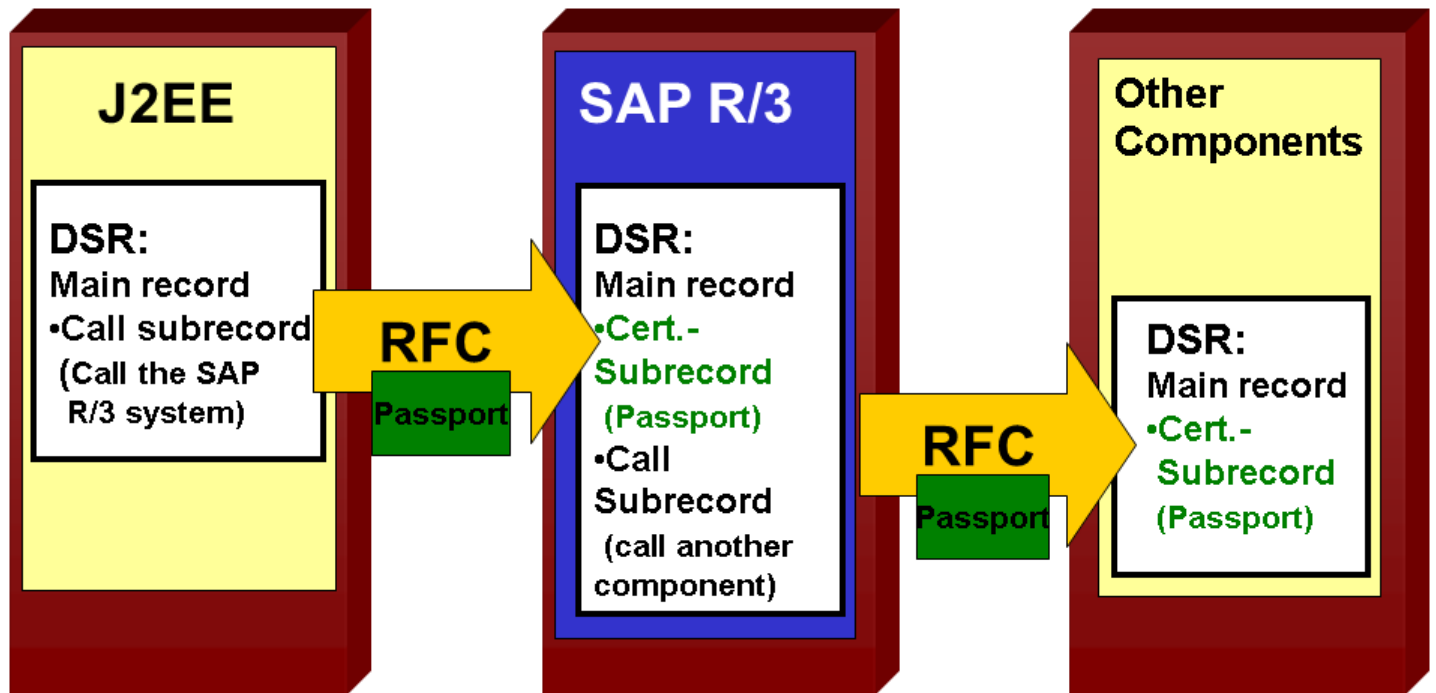 J2EE
DSR:
Main record
•Call subrecord
(Call the SAP
R/3 system)
RFC
Passport
SAP R/3
DSR:
Main record
•Cert.-
Subrecord
(Passport)
•Call
Subrecord
(call another
component)
RFC
Passport
Other
Components
DSR:
Main record
•Cert.-
Subrecord
(Passport)